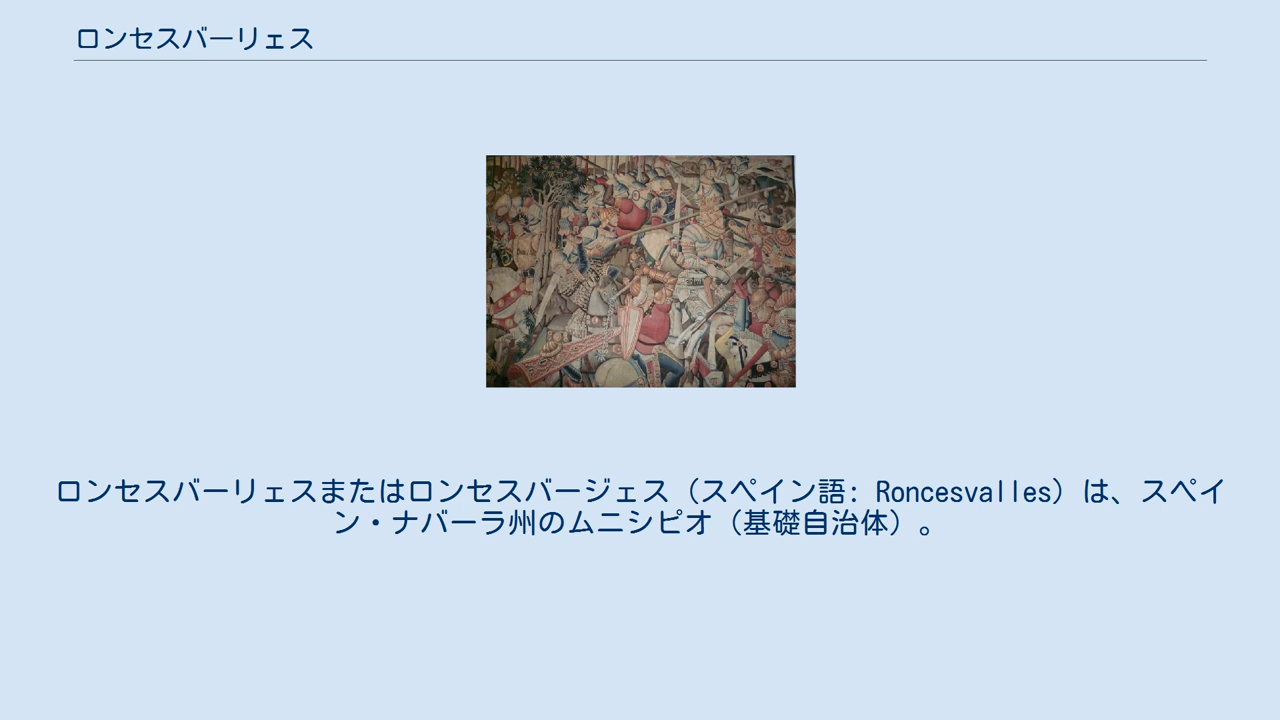 ロンセスバーリェス
ロンセスバーリェスまたはロンセスバージェス（スペイン語: Roncesvalles）は、スペイ
ン・ナバーラ州のムニシピオ（基礎自治体）。